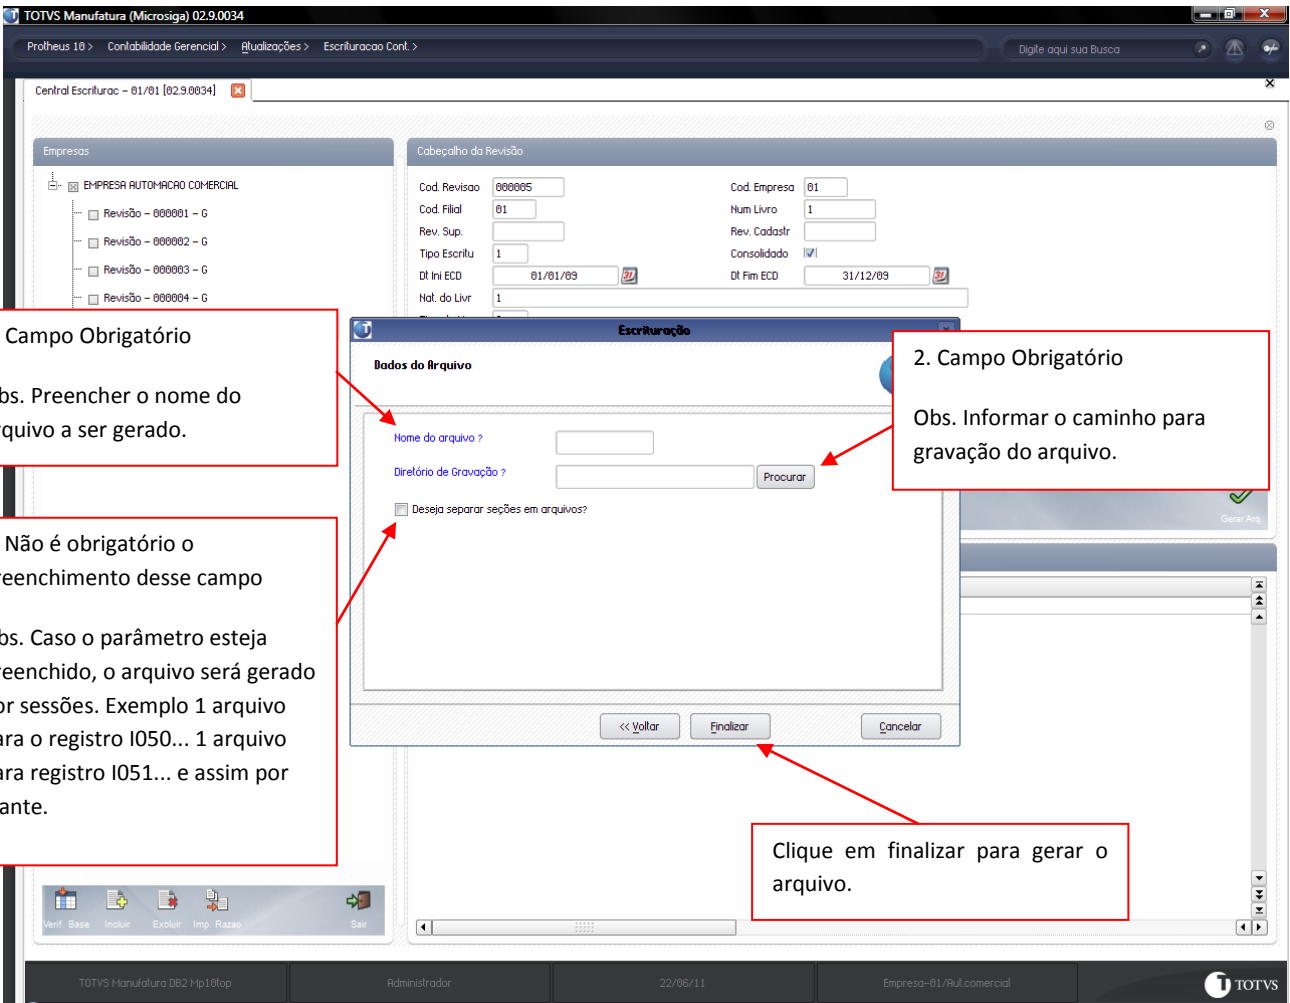 TOTVS Manufatura (Microsiga) 02.9.0034
Protheus 10 > Contabilidade Gerencial > Atualizações > Escrituracao Cont. >
Digite aqui sua Busca
Central Escriturac - 01/01 [02.9.0034]
Empresas
EMPRESA AUTOMACAO COMERCIAL
Revisão - 000001 - G
Revisão - 000002 - G
Revisão - 000003 - G
Revisão - 000004 - G
Cabeçalho da Revisão
Cod. Revisao 000005
Cod. Empresa 01
Cod. Filial 01
Num Livro 1
Rev. Sup.
Rev. Cadastr
Tipo Escritu 1
Consolidado
Dt Ini ECD 01/01/09
Dt Fim ECD 31/12/09
Nat. do Livr 1
Campo Obrigatório
bs. Preencher o nome do
rquivo a ser gerado.
Escrituração
Dados do Arquivo
Nome do arquivo ?
Diretório de Gravação ?
Procurar
Deseja separar seções em arquivos?
<< Voltar
Finalizar
Cancelar
2. Campo Obrigatório
Obs. Informar o caminho para
gravação do arquivo.
Gerar Arq.
Não é obrigatório o
reenchimento desse campo
bs. Caso o parâmetro esteja
reenchido, o arquivo será gerado
or sessões. Exemplo 1 arquivo
ara o registro I050... 1 arquivo
ara registro I051... e assim por
ante.
Clique em finalizar para gerar o
arquivo.
Verif. Base
Incluir
Excluir
Imp. Razao
Sair
TOTVS Manufatura DB2 Mp10top
Administrador
22/06/11
Empresa-01/Aut.comercial
TOTVS